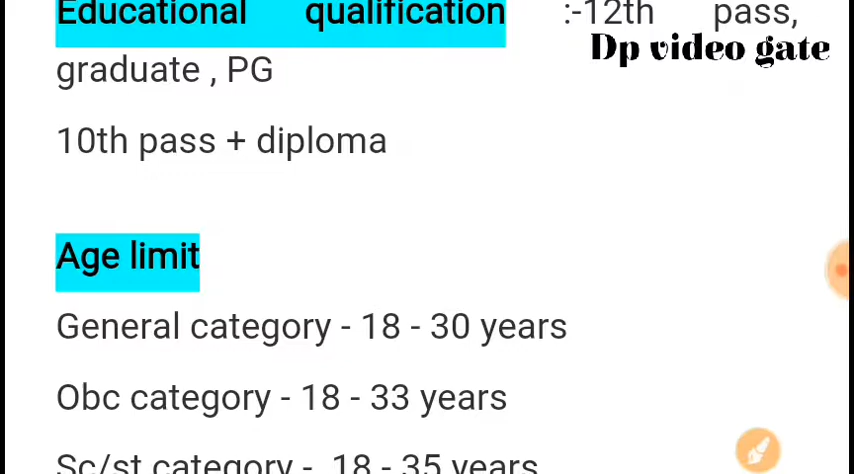 Educational qualification :-12th pass,
Dp video gate
graduate , PG
10th pass + diploma
Age limit
General category - 18 - 30 years
Obc category - 18 - 33 years
Sc/st category - 18 - 35 years